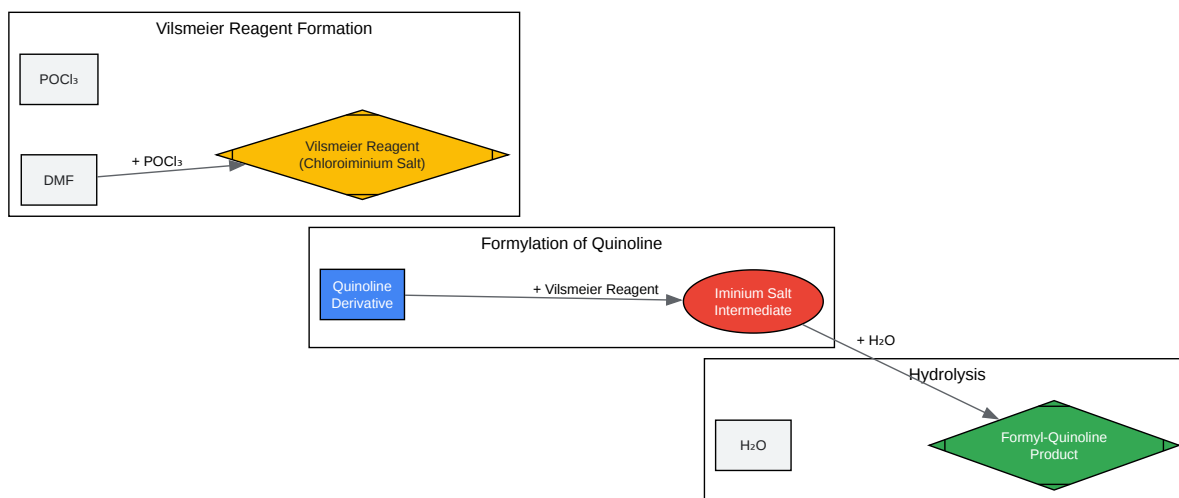 Vilsmeier Reagent Formation
POCl₃
DMF
+ POCl₃
Vilsmeier Reagent
(Chloroiminium Salt)
Formylation of Quinoline
Quinoline
Derivative
+ Vilsmeier Reagent
Iminium Salt
Intermediate
+ H₂O
Hydrolysis
H₂O
Formyl-Quinoline
Product